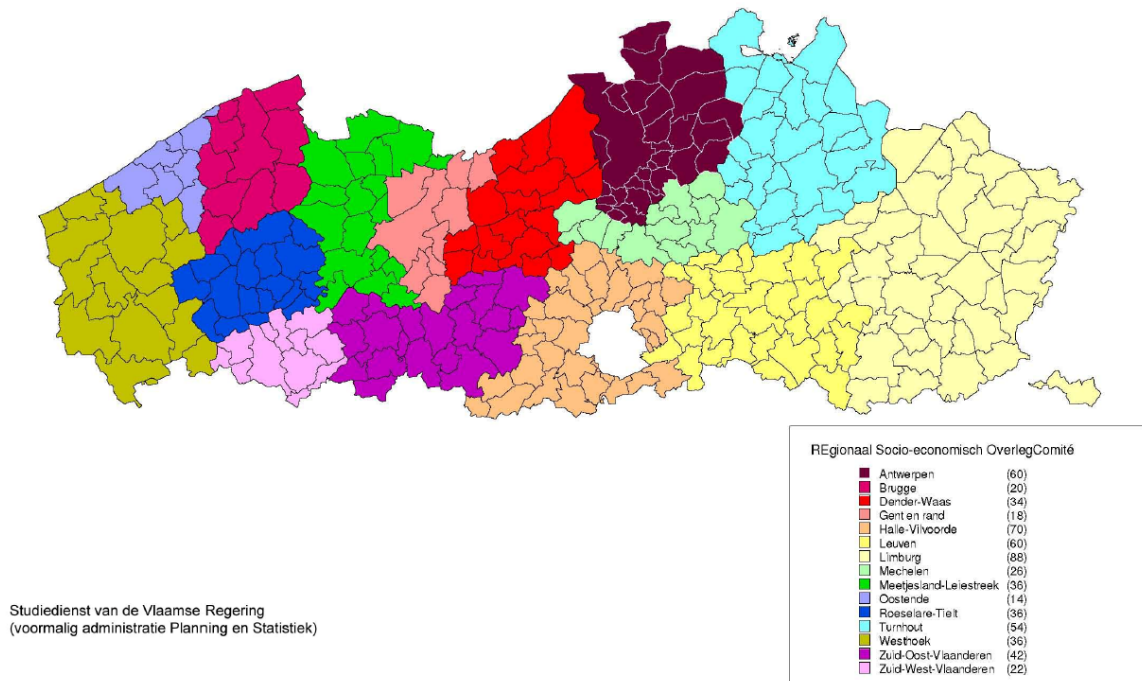 REgionaal Socio-economisch OverlegComité
Antwerpen (60)
Brugge (20)
Dender-Waas (34)
Gent en rand (18)
Halle-Vilvoorde (70)
Leuven (60)
Limburg (88)
Mechelen (26)
Meetjesland-Leiestreek (36)
Oostende (14)
Roeselare-Tielt (36)
Turnhout (54)
Westhoek (36)
Zuid-Oost-Vlaanderen (42)
Zuid-West-Vlaanderen (22)
Studiedienst van de Vlaamse Regering
(voormalig administratie Planning en Statistiek)